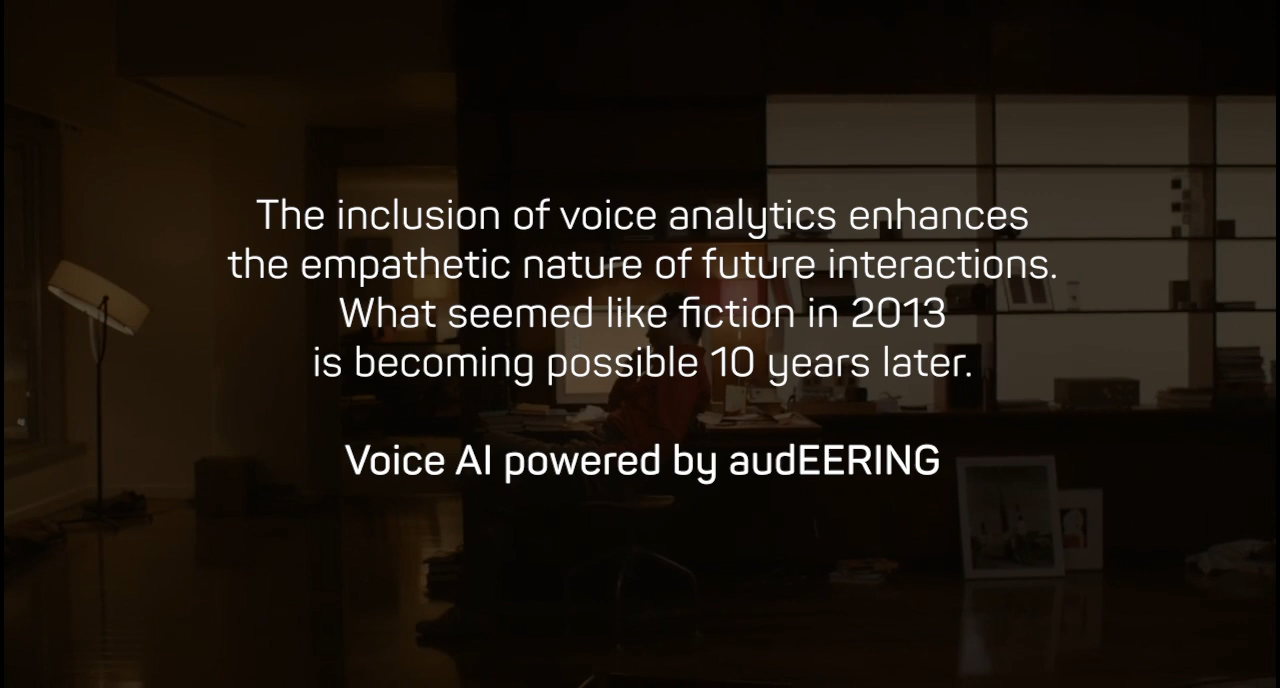 The inclusion of voice analytics enhances
the empathetic nature of future interactions.
What seemed like fiction in 2013
is becoming possible 10 years later.
Voice AI powered by audEERING